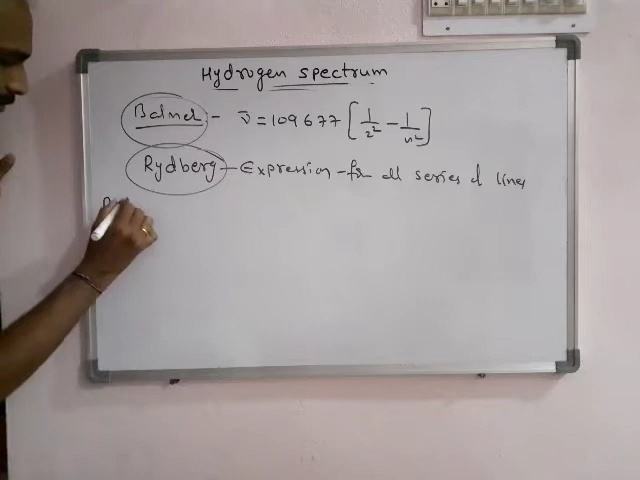 Hydrogen spectrum
Balmer - ν̄ = 109677 [1/2² - 1/n²]
Rydberg - Expression - for all series of lines